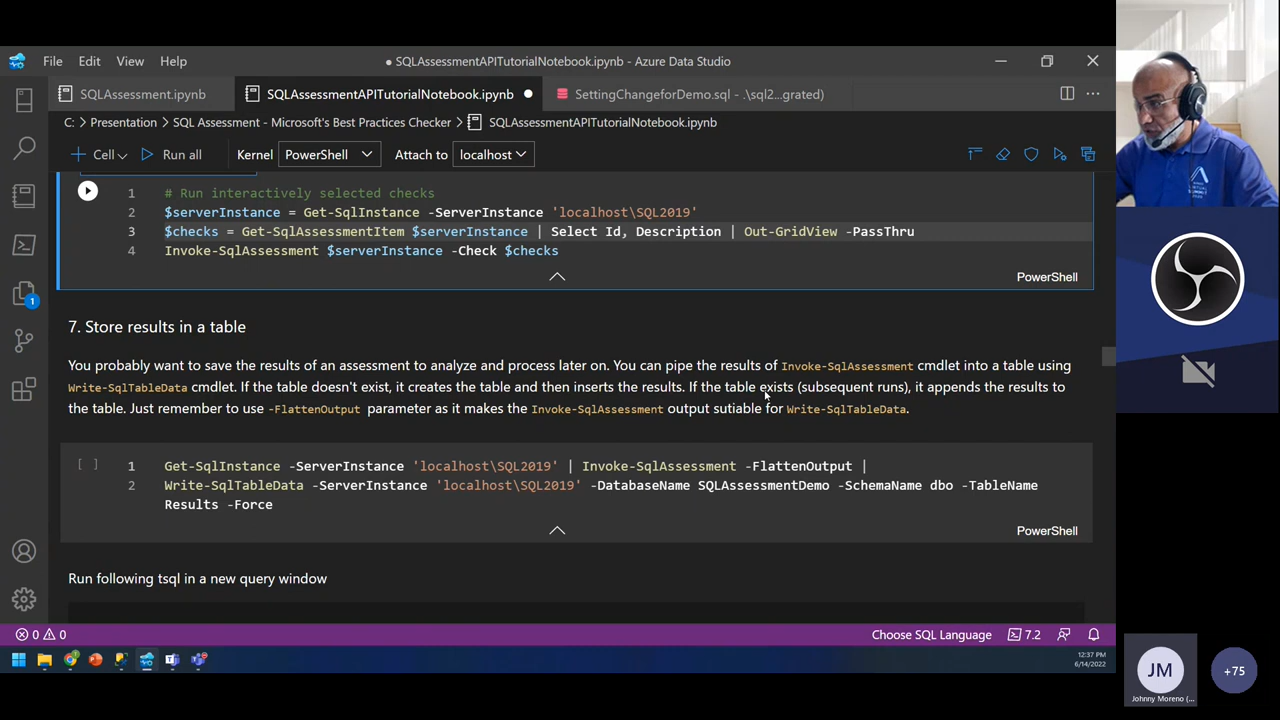 File Edit View Help
● SQLAssessmentAPITutorialNotebook.ipynb - Azure Data Studio
SQLAssessment.ipynb
SQLAssessmentAPITutorialNotebook.ipynb
SettingChangeforDemo.sql - .\sql2...grated)
C: > Presentation > SQL Assessment - Microsoft's Best Practices Checker > SQLAssessmentAPITutorialNotebook.ipynb
Cell Run all Kernel PowerShell Attach to localhost
1 # Run interactively selected checks
2 $serverInstance = Get-SqlInstance -ServerInstance 'localhost\SQL2019'
3 $checks = Get-SqlAssessmentItem $serverInstance | Select Id, Description | Out-GridView -PassThru
4 Invoke-SqlAssessment $serverInstance -Check $checks
PowerShell
1
7. Store results in a table
You probably want to save the results of an assessment to analyze and process later on. You can pipe the results of Invoke-SqlAssessment cmdlet into a table using
Write-SqlTableData cmdlet. If the table doesn't exist, it creates the table and then inserts the results. If the table exists (subsequent runs), it appends the results to
the table. Just remember to use -FlattenOutput parameter as it makes the Invoke-SqlAssessment output sutiable for Write-SqlTableData.
[ ] 1 Get-SqlInstance -ServerInstance 'localhost\SQL2019' | Invoke-SqlAssessment -FlattenOutput |
2 Write-SqlTableData -ServerInstance 'localhost\SQL2019' -DatabaseName SQLAssessmentDemo -SchemaName dbo -TableName
Results -Force
PowerShell
Run following tsql in a new query window
0 0 Choose SQL Language 7.2
12:37 PM
6/14/2022
JM
Johnny Moreno (...
+75